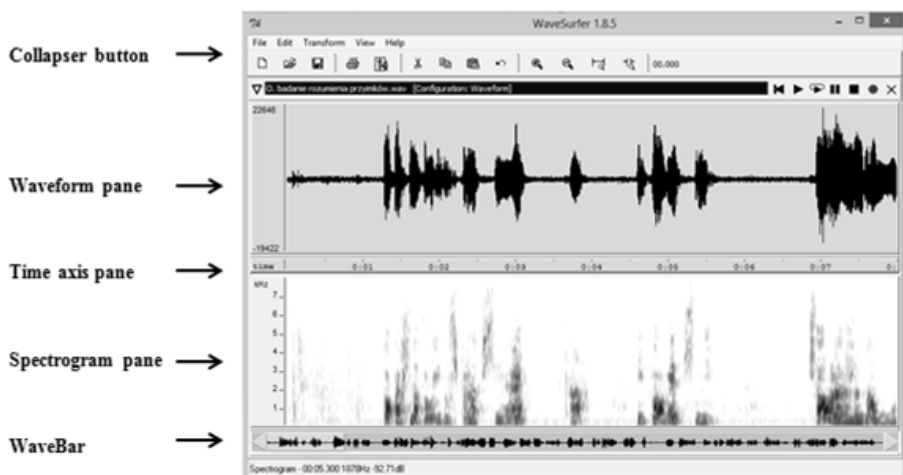 WaveSurfer 1.8.5
Collapser button
File Edit Transform View Help
00.000
O. badanie rozumienia przyimków.wav [Configuration: Waveform]
22646
Waveform pane
-19422
Time axis pane
time 0:01 0:02 0:03 0:04 0:05 0:06 0:07 0:
kHz
7
6
5
4
3
2
1
Spectrogram pane
WaveBar
Spectrogram - 00:05.300 1878Hz -92.71dB